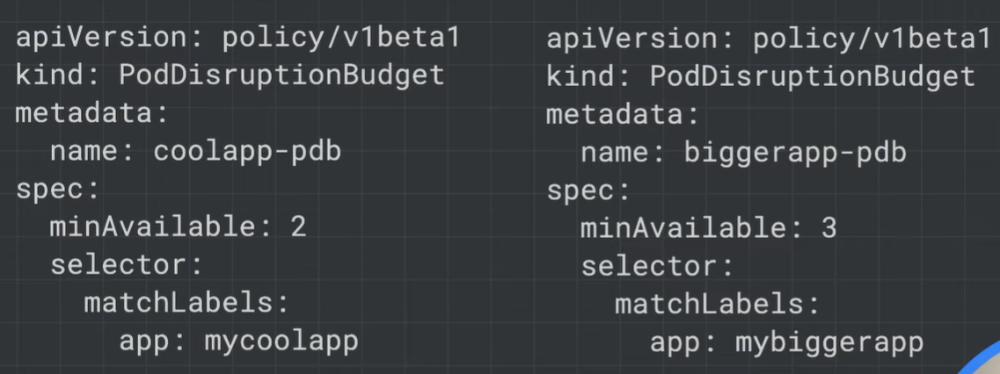 apiVersion: policy/v1beta1
kind: PodDisruptionBudget
metadata:
  name: coolapp-pdb
spec:
  minAvailable: 2
  selector:
    matchLabels:
      app: mycoolapp
apiVersion: policy/v1beta1
kind: PodDisruptionBudget
metadata:
  name: biggerapp-pdb
spec:
  minAvailable: 3
  selector:
    matchLabels:
      app: mybiggerapp